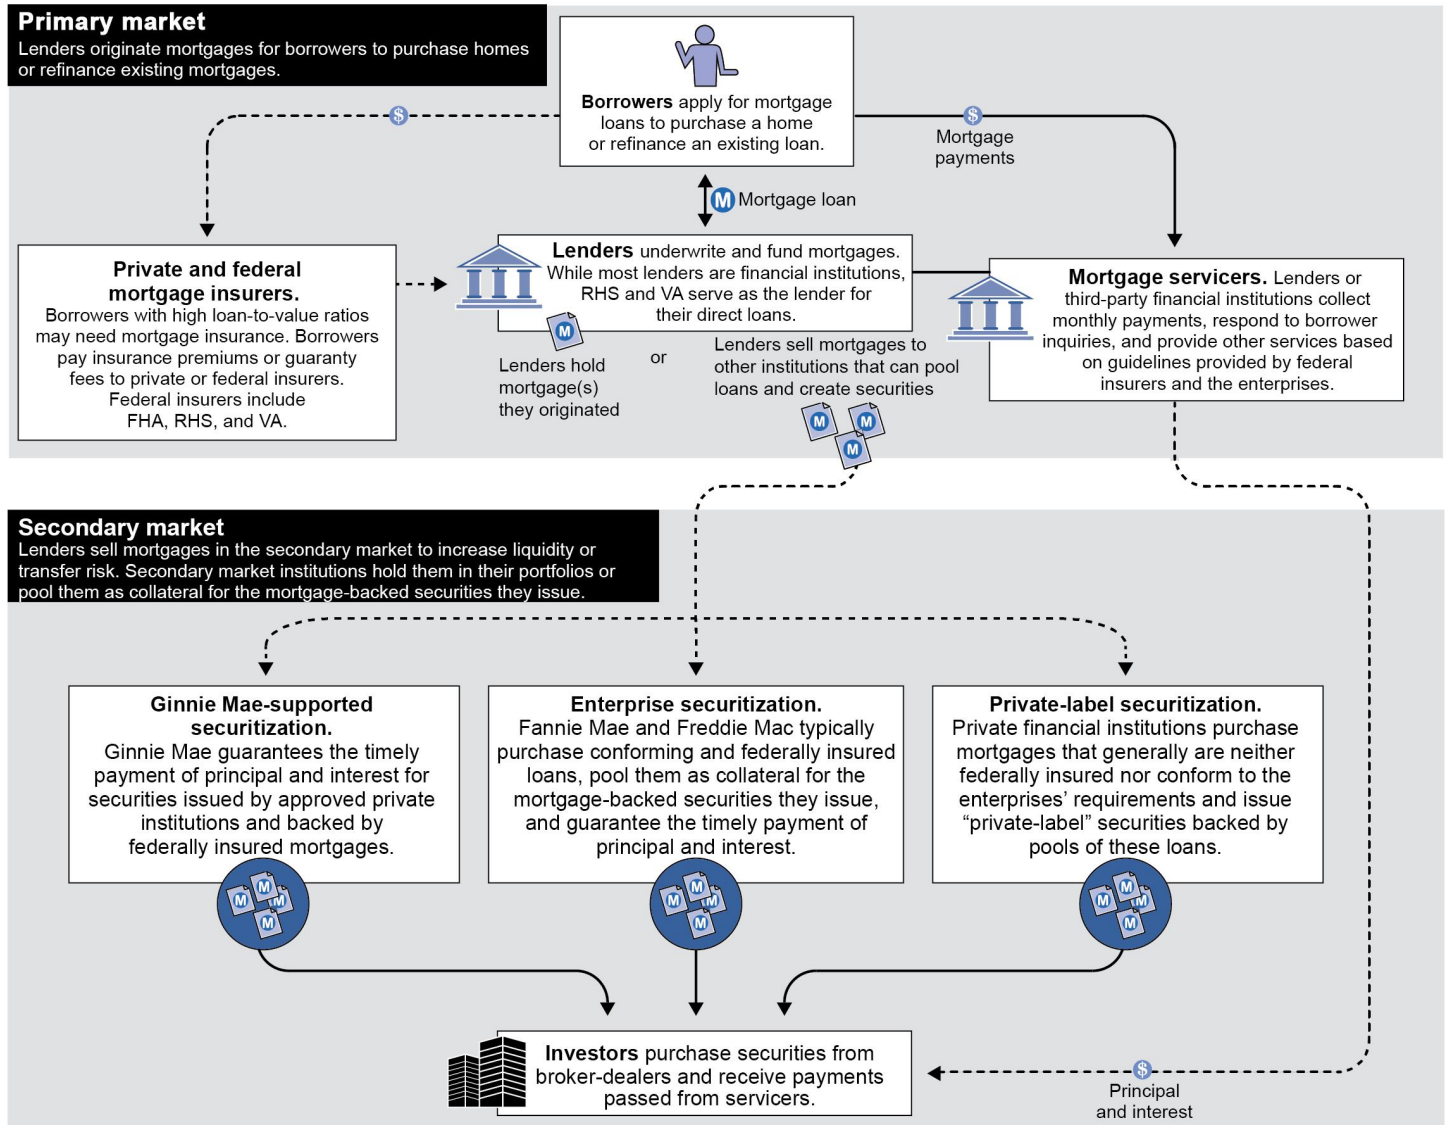 Primary market
Lenders originate mortgages for borrowers to purchase homes
or refinance existing mortgages.
Borrowers apply for mortgage
loans to purchase a home
or refinance an existing loan.
$
$
Mortgage
payments
M Mortgage loan
Private and federal
mortgage insurers.
Borrowers with high loan-to-value ratios
may need mortgage insurance. Borrowers
pay insurance premiums or guaranty
fees to private or federal insurers.
Federal insurers include
FHA, RHS, and VA.
Lenders underwrite and fund mortgages.
While most lenders are financial institutions,
RHS and VA serve as the lender for
their direct loans.
M
Lenders hold
mortgage(s)
they originated
or
Lenders sell mortgages to
other institutions that can pool
loans and create securities
M M
M
Mortgage servicers. Lenders or
third-party financial institutions collect
monthly payments, respond to borrower
inquiries, and provide other services based
on guidelines provided by federal
insurers and the enterprises.
Secondary market
Lenders sell mortgages in the secondary market to increase liquidity or
transfer risk. Secondary market institutions hold them in their portfolios or
pool them as collateral for the mortgage-backed securities they issue.
Ginnie Mae-supported
securitization.
Ginnie Mae guarantees the timely
payment of principal and interest for
securities issued by approved private
institutions and backed by
federally insured mortgages.
M M M
M
Enterprise securitization.
Fannie Mae and Freddie Mac typically
purchase conforming and federally insured
loans, pool them as collateral for the
mortgage-backed securities they issue,
and guarantee the timely payment of
principal and interest.
M M M
M
Private-label securitization.
Private financial institutions purchase
mortgages that generally are neither
federally insured nor conform to the
enterprises' requirements and issue
“private-label” securities backed by
pools of these loans.
M M M
M
Investors purchase securities from
broker-dealers and receive payments
passed from servicers.
$
Principal
and interest